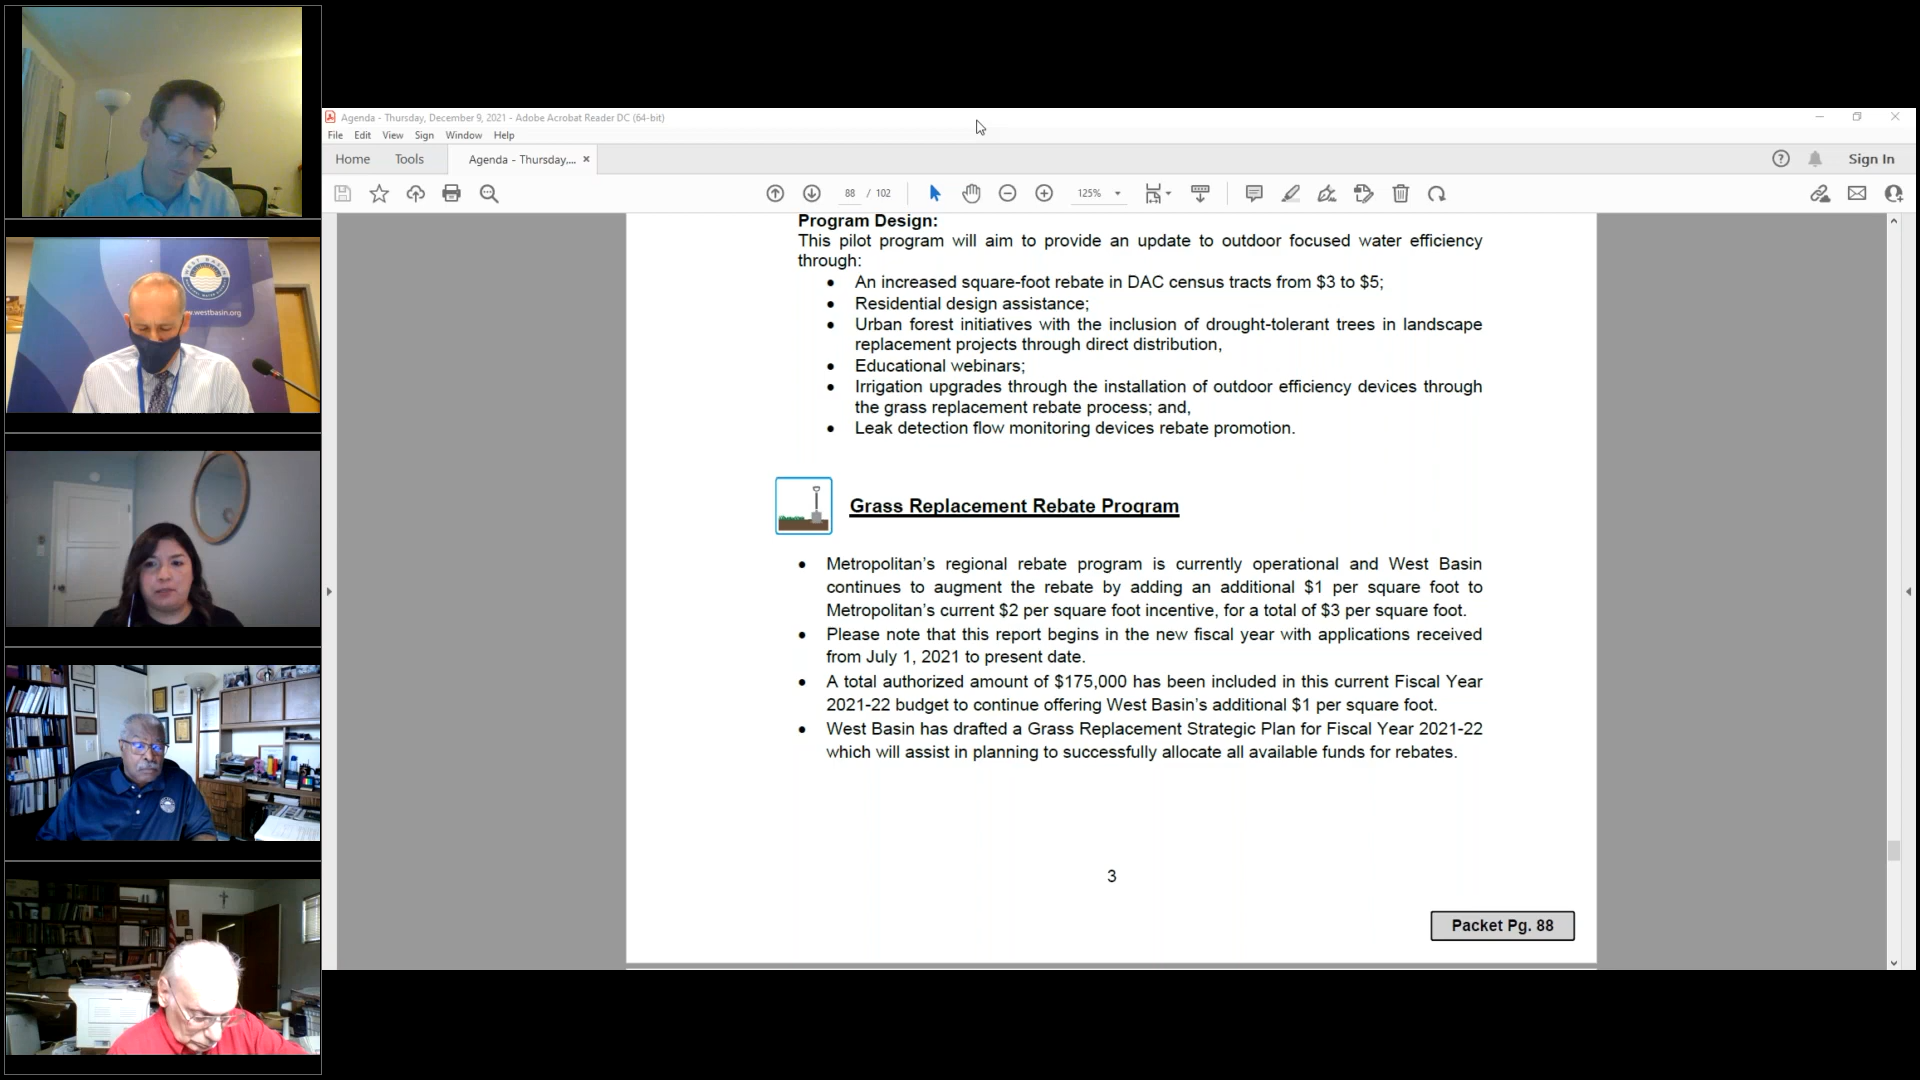 WEST BASIN
www.westbasin.org
Agenda - Thursday, December 9, 2021 - Adobe Acrobat Reader DC (64-bit)
File Edit View Sign Window Help
Home Tools Agenda - Thursday,... × Sign In
88 / 102 125%
Program Design:
This pilot program will aim to provide an update to outdoor focused water efficiency
through:
• An increased square-foot rebate in DAC census tracts from $3 to $5;
• Residential design assistance;
• Urban forest initiatives with the inclusion of drought-tolerant trees in landscape
replacement projects through direct distribution,
• Educational webinars;
• Irrigation upgrades through the installation of outdoor efficiency devices through
the grass replacement rebate process; and,
• Leak detection flow monitoring devices rebate promotion.
Grass Replacement Rebate Program
• Metropolitan’s regional rebate program is currently operational and West Basin
continues to augment the rebate by adding an additional $1 per square foot to
Metropolitan’s current $2 per square foot incentive, for a total of $3 per square foot.
• Please note that this report begins in the new fiscal year with applications received
from July 1, 2021 to present date.
• A total authorized amount of $175,000 has been included in this current Fiscal Year
2021-22 budget to continue offering West Basin’s additional $1 per square foot.
• West Basin has drafted a Grass Replacement Strategic Plan for Fiscal Year 2021-22
which will assist in planning to successfully allocate all available funds for rebates.
3
Packet Pg. 88